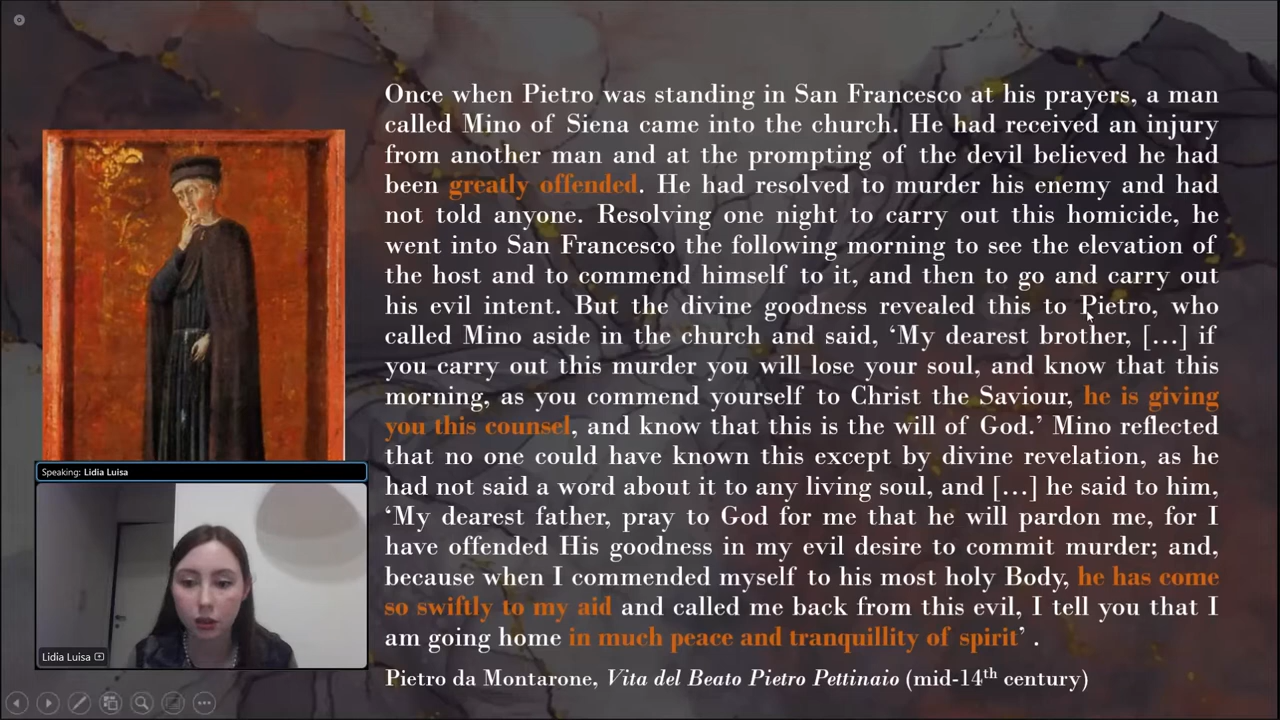 Once when Pietro was standing in San Francesco at his prayers, a man
called Mino of Siena came into the church. He had received an injury
from another man and at the prompting of the devil believed he had
been greatly offended. He had resolved to murder his enemy and had
not told anyone. Resolving one night to carry out this homicide, he
went into San Francesco the following morning to see the elevation of
the host and to commend himself to it, and then to go and carry out
his evil intent. But the divine goodness revealed this to Pietro, who
called Mino aside in the church and said, ‘My dearest brother, […] if
you carry out this murder you will lose your soul, and know that this
morning, as you commend yourself to Christ the Saviour, he is giving
you this counsel, and know that this is the will of God.’ Mino reflected
that no one could have known this except by divine revelation, as he
had not said a word about it to any living soul, and […] he said to him,
‘My dearest father, pray to God for me that he will pardon me, for I
have offended His goodness in my evil desire to commit murder; and,
because when I commended myself to his most holy Body, he has come
so swiftly to my aid and called me back from this evil, I tell you that I
am going home in much peace and tranquillity of spirit’ .
Pietro da Montarone, Vita del Beato Pietro Pettinaio (mid-14th century)
Speaking: Lidia Luisa
Lidia Luisa